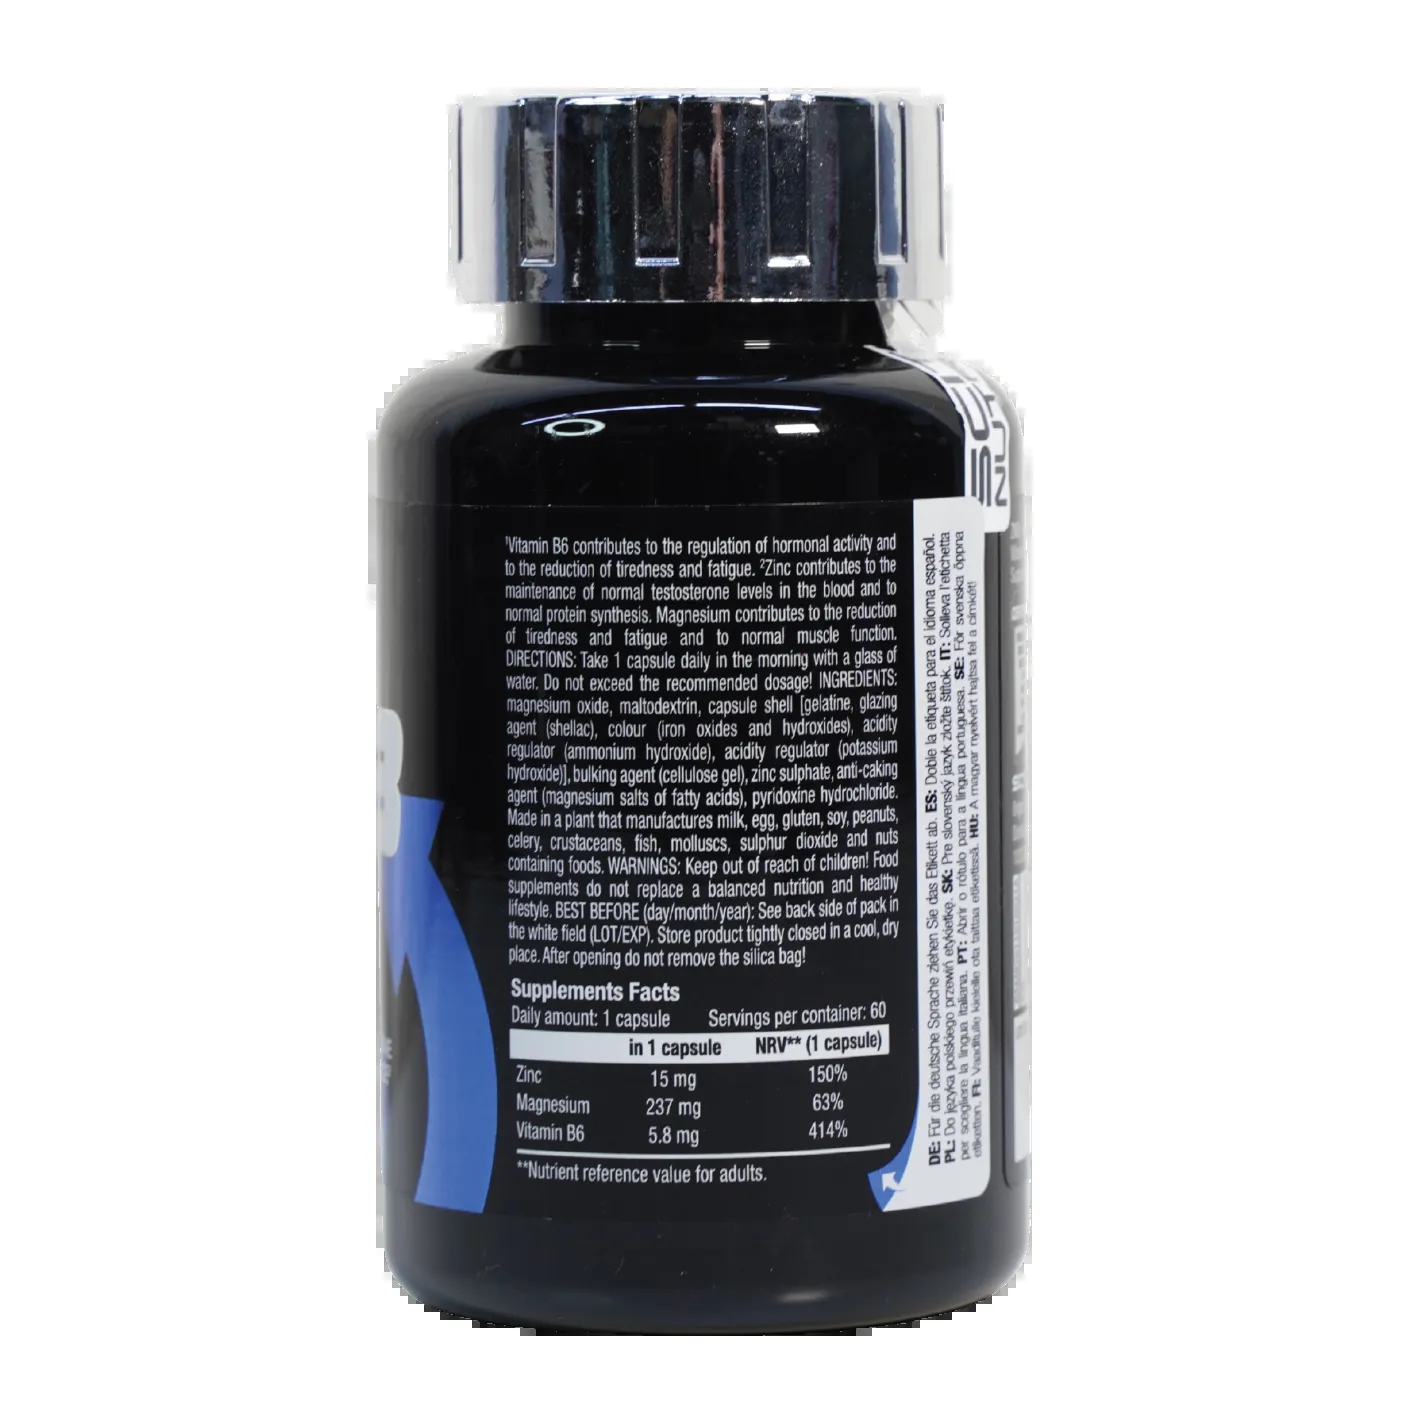 ¹Vitamin B6 contributes to the regulation of hormonal activity and
to the reduction of tiredness and fatigue. ²Zinc contributes to the
maintenance of normal testosterone levels in the blood and to
normal protein synthesis. Magnesium contributes to the reduction
of tiredness and fatigue and to normal muscle function.
DIRECTIONS: Take 1 capsule daily in the morning with a glass of
water. Do not exceed the recommended dosage! INGREDIENTS:
magnesium oxide, maltodextrin, capsule shell [gelatine, glazing
agent (shellac), colour (iron oxides and hydroxides), acidity
regulator (ammonium hydroxide), acidity regulator (potassium
hydroxide)], bulking agent (cellulose gel), zinc sulphate, anti-caking
agent (magnesium salts of fatty acids), pyridoxine hydrochloride.
Made in a plant that manufactures milk, egg, gluten, soy, peanuts,
celery, crustaceans, fish, molluscs, sulphur dioxide and nuts
containing foods. WARNINGS: Keep out of reach of children! Food
supplements do not replace a balanced nutrition and healthy
lifestyle. BEST BEFORE (day/month/year): See back side of pack in
the white field (LOT/EXP). Store product tightly closed in a cool, dry
place. After opening do not remove the silica bag!
Supplements Facts
Daily amount: 1 capsule Servings per container: 60
in 1 capsule NRV** (1 capsule)
Zinc 15 mg 150%
Magnesium 237 mg 63%
Vitamin B6 5.8 mg 414%
**Nutrient reference value for adults.
DE: Für die deutsche Sprache ziehen Sie das Etikett ab. ES: Doble la etiqueta para el idioma español.
PL: Do języka polskiego przewiń etykietkę. SK: Pre slovenský jazyk zložte štítok. IT: Solleva l'etichetta
per scegliere la lingua italiana. PT: Abrir o rótulo para a língua portuguesa. SE: För svenska öppna
etiketten. FI: Vaadituille kielelle ota taittaa etikettissä. HU: A magyar nyelvért hajtsa fel a címkét!